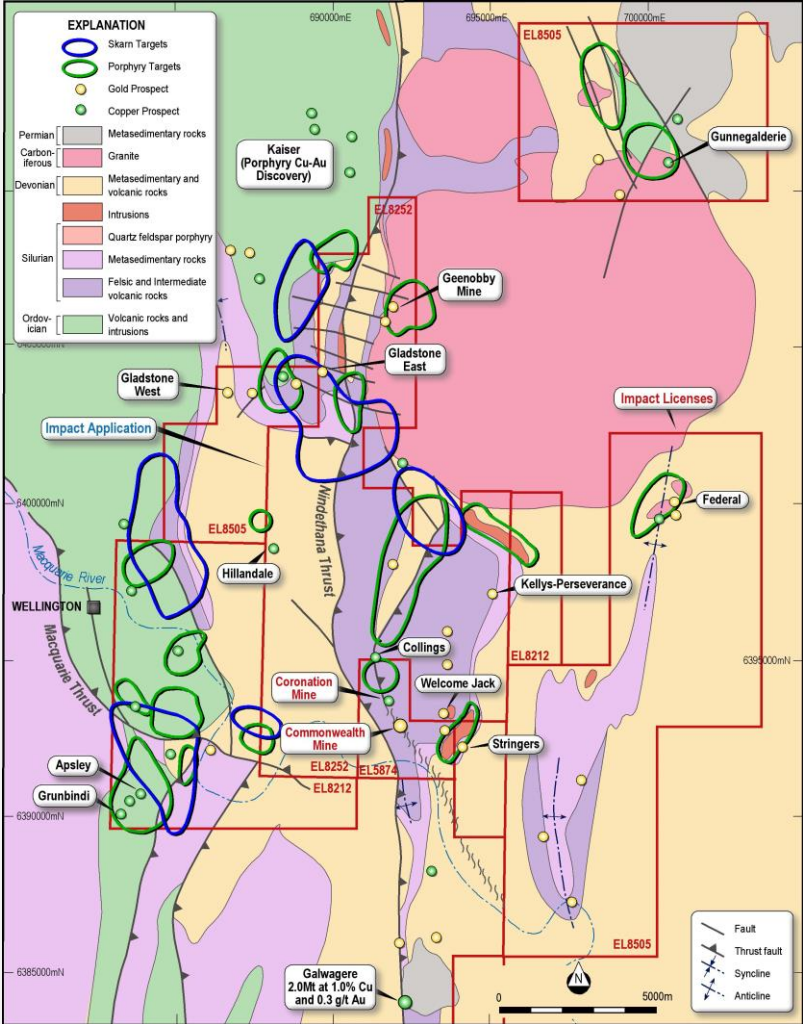 690000mE
695000mE
700000mE
EXPLANATION
Skarn Targets
Porphyry Targets
Gold Prospect
Copper Prospect
Permian
Metasedimentary rocks
Carbon-
iferous
Granite
Devonian
Metasedimentary and
volcanic rocks
Intrusions
Quartz feldspar porphyry
Silurian
Metasedimentary rocks
Felsic and Intermediate
volcanic rocks
Ordov-
ician
Volcanic rocks and
intrusions
EL8505
Gunnegalderie
Kaiser
(Porphyry Cu-Au
Discovery)
EL8252
Geenobby
Mine
Gladstone
East
Gladstone
West
Impact Application
Impact Licenses
6400000mN
EL8505
Nindethana Thrust
Federal
Macquarie River
Hillandale
Kellys-Perseverance
WELLINGTON
Macquarie Thrust
Collings
EL8212
6395000mN
Coronation
Mine
Welcome Jack
Commonwealth
Mine
Stringers
Apsley
EL8252
EL5874
EL8212
Grunbindi
6390000mN
EL8505
6385000mN
Galwagere
2.0Mt at 1.0% Cu
and 0.3 g/t Au
N
0
5000m
Fault
Thrust fault
Syncline
Anticline